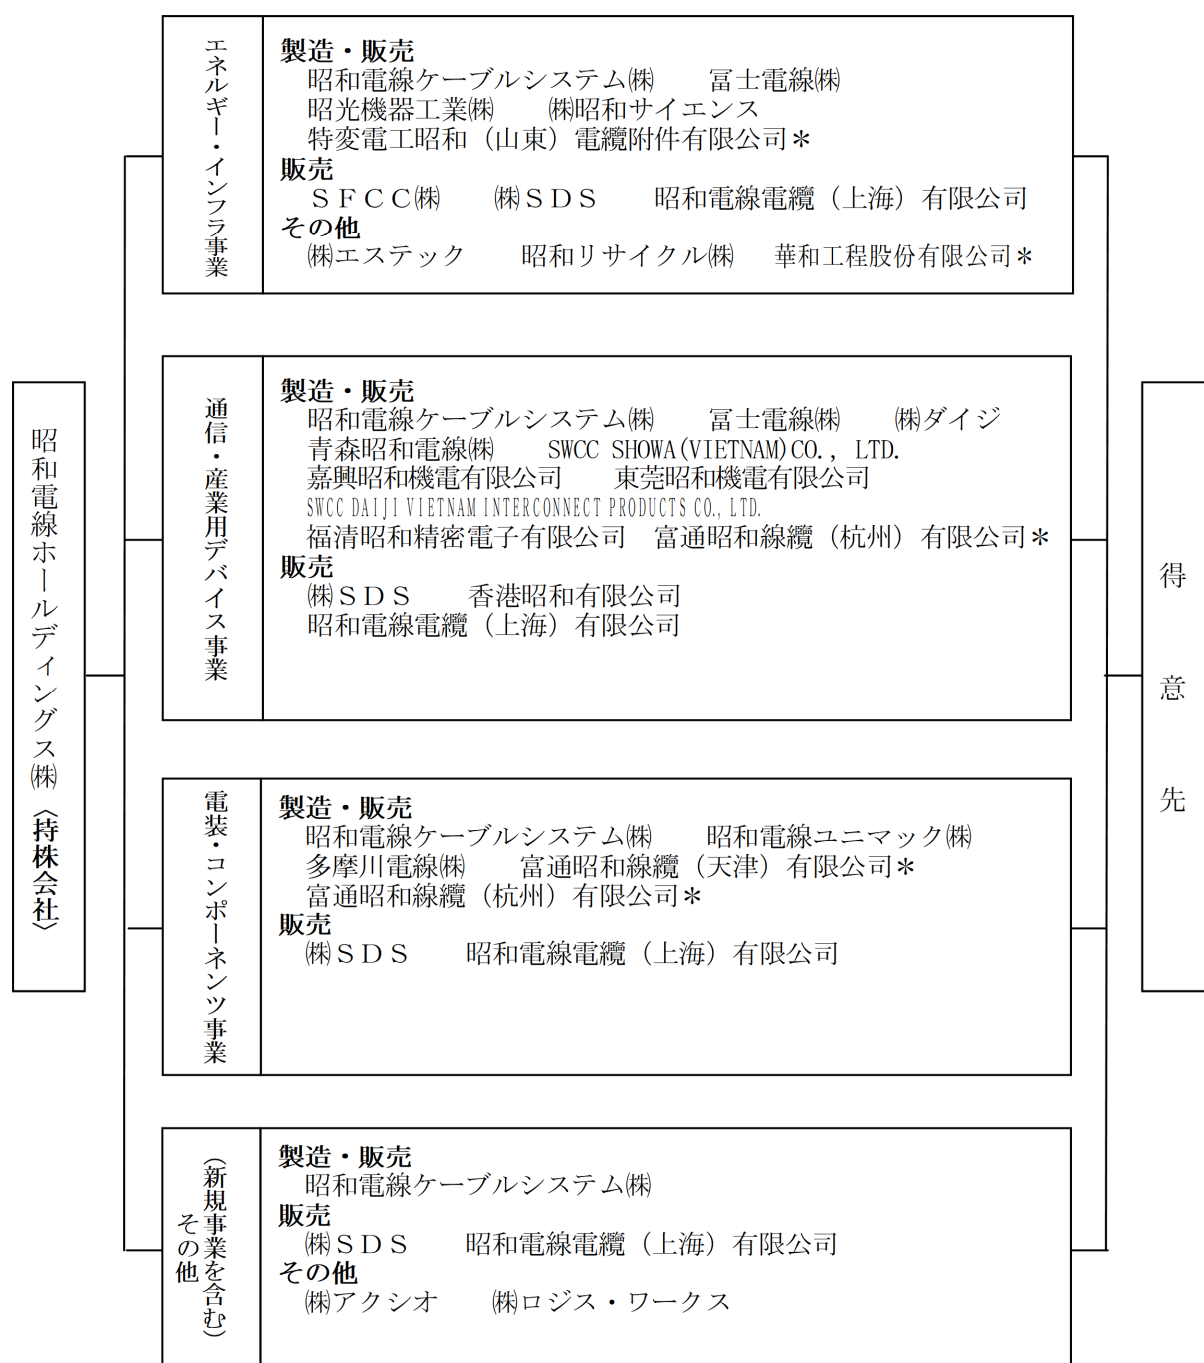 昭和電線ホールディングス㈱〈持株会社〉
エネルギー・インフラ事業
製造・販売
昭和電線ケーブルシステム㈱　　冨士電線㈱
昭光機器工業㈱　　㈱昭和サイエンス
特変電工昭和（山東）電纜附件有限公司＊
販売
ＳＦＣＣ㈱　　㈱ＳＤＳ　　昭和電線電纜（上海）有限公司
その他
㈱エステック　　昭和リサイクル㈱　華和工程股份有限公司＊
通信・産業用デバイス事業
製造・販売
昭和電線ケーブルシステム㈱　　冨士電線㈱　　㈱ダイジ
青森昭和電線㈱　　SWCC SHOWA(VIETNAM)CO., LTD.
嘉興昭和機電有限公司　　東莞昭和機電有限公司
SWCC DAIJI VIETNAM INTERCONNECT PRODUCTS CO., LTD.
福清昭和精密電子有限公司　富通昭和線纜（杭州）有限公司＊
販売
㈱ＳＤＳ　　香港昭和有限公司
昭和電線電纜（上海）有限公司
電装・コンポーネンツ事業
製造・販売
昭和電線ケーブルシステム㈱　　昭和電線ユニマック㈱
多摩川電線㈱　　富通昭和線纜（天津）有限公司＊
富通昭和線纜（杭州）有限公司＊
販売
㈱ＳＤＳ　　昭和電線電纜（上海）有限公司
（新規事業を含む）
その他
製造・販売
昭和電線ケーブルシステム㈱
販売
㈱ＳＤＳ　　昭和電線電纜（上海）有限公司
その他
㈱アクシオ　　㈱ロジス・ワークス
得意先